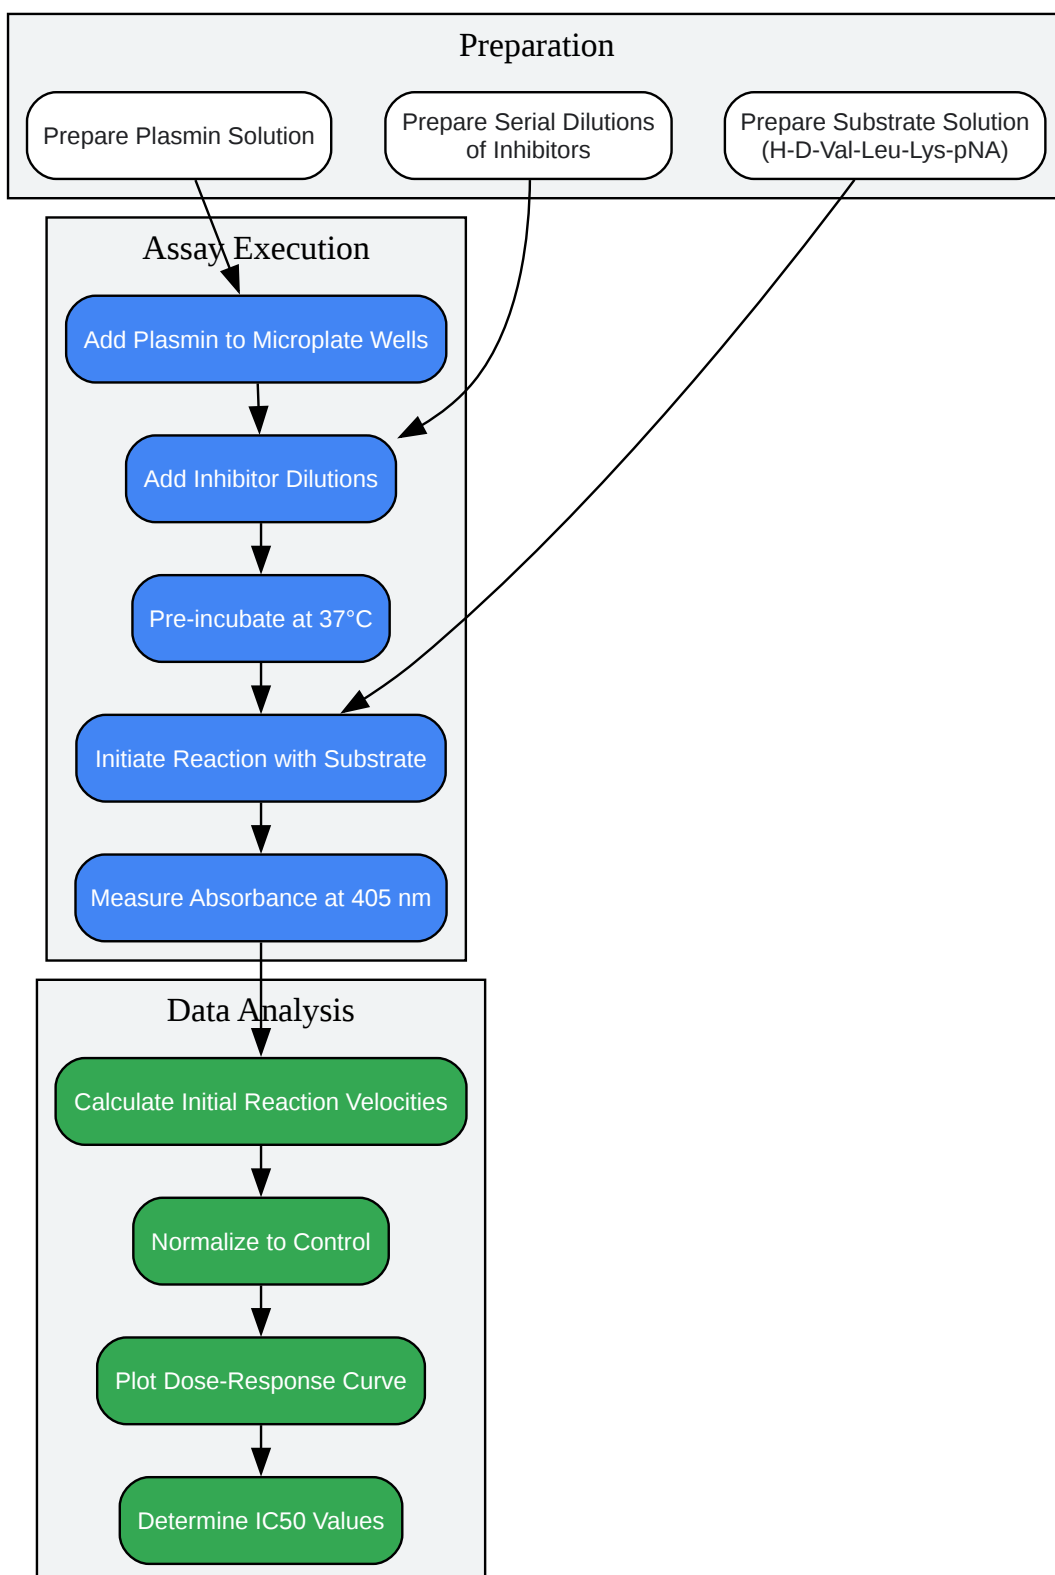 Preparation
Prepare Plasmin Solution
Prepare Serial Dilutions
of Inhibitors
Prepare Substrate Solution
(H-D-Val-Leu-Lys-pNA)
Assay Execution
Add Plasmin to Microplate Wells
Add Inhibitor Dilutions
Pre-incubate at 37°C
Initiate Reaction with Substrate
Measure Absorbance at 405 nm
Data Analysis
Calculate Initial Reaction Velocities
Normalize to Control
Plot Dose-Response Curve
Determine IC50 Values